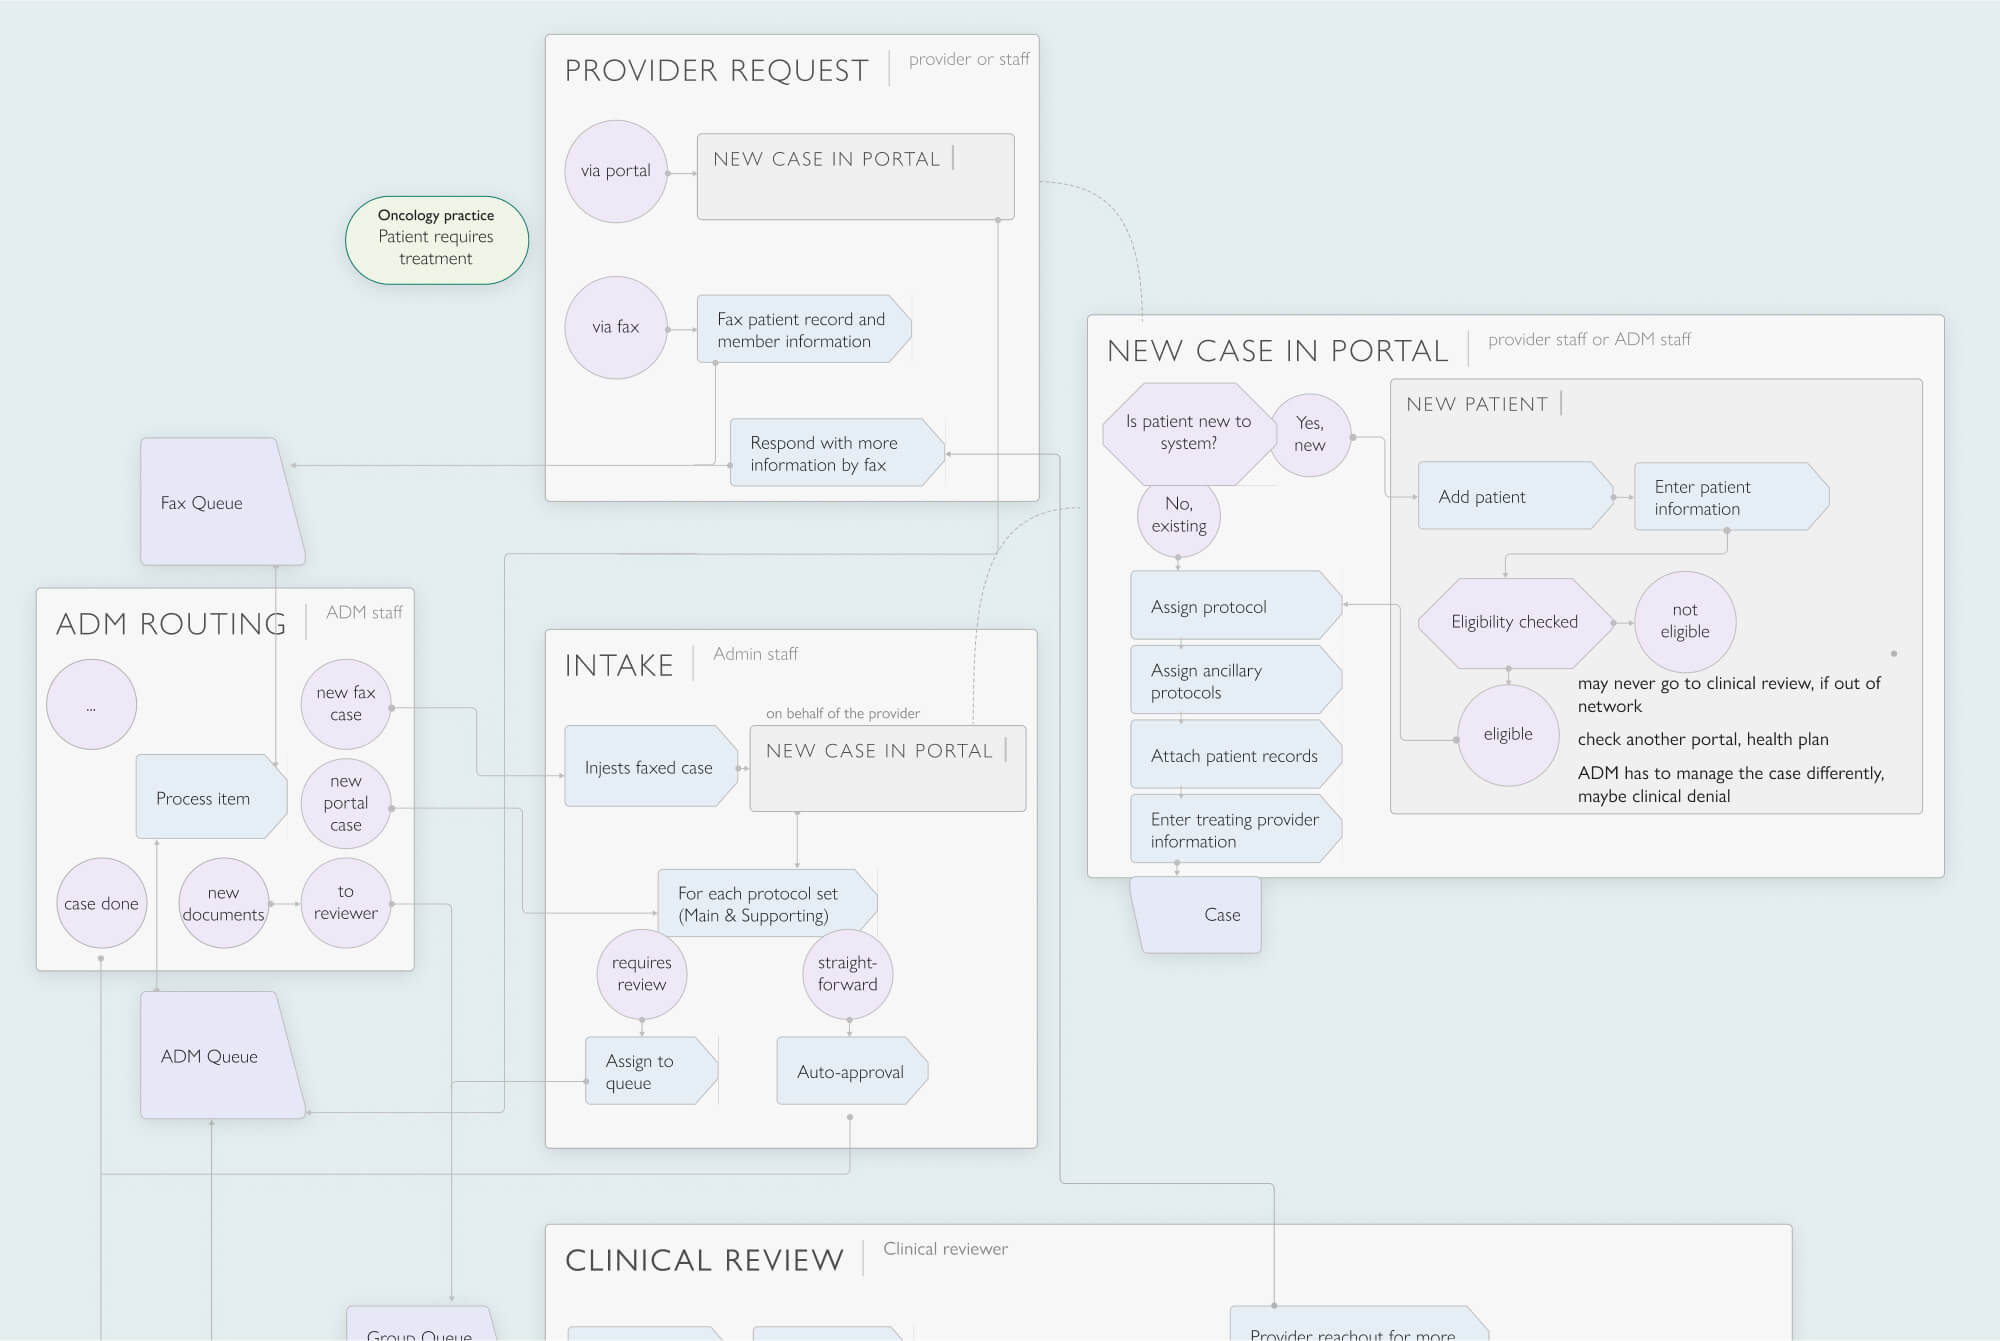 PROVIDER REQUEST
provider or staff
via portal
NEW CASE IN PORTAL
Oncology practice
Patient requires
treatment
via fax
Fax patient record and
member information
Respond with more
information by fax
NEW CASE IN PORTAL
provider staff or ADM staff
Is patient new to
system?
Yes,
new
No,
existing
NEW PATIENT
Add patient
Enter patient
information
Eligibility checked
not
eligible
eligible
may never go to clinical review, if out of
network
check another portal, health plan
ADM has to manage the case differently,
maybe clinical denial
Assign protocol
Assign ancillary
protocols
Attach patient records
Enter treating provider
information
Case
Fax Queue
ADM ROUTING
ADM staff
...
new fax
case
Process item
new
portal
case
case done
new
documents
to
reviewer
ADM Queue
INTAKE
Admin staff
on behalf of the provider
Injests faxed case
NEW CASE IN PORTAL
For each protocol set
(Main & Supporting)
requires
review
straight-
forward
Assign to
queue
Auto-approval
CLINICAL REVIEW
Clinical reviewer
Group Queue
Provider reachout for more